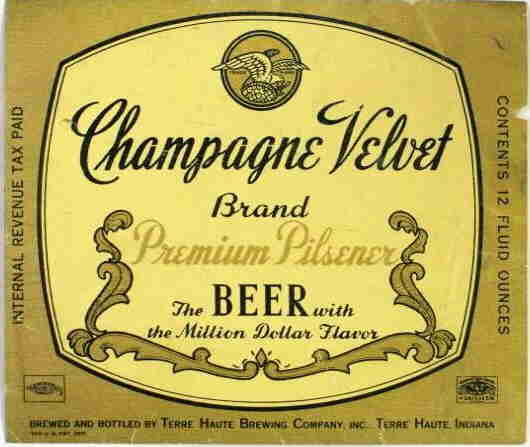 Champagne Velvet
Brand
Premium Pilsener
The BEER with
the Million Dollar Flavor
INTERNAL REVENUE TAX PAID
CONTENTS 12 FLUID OUNCES
BREWED AND BOTTLED BY TERRE HAUTE BREWING COMPANY, INC., TERRE HAUTE, INDIANA